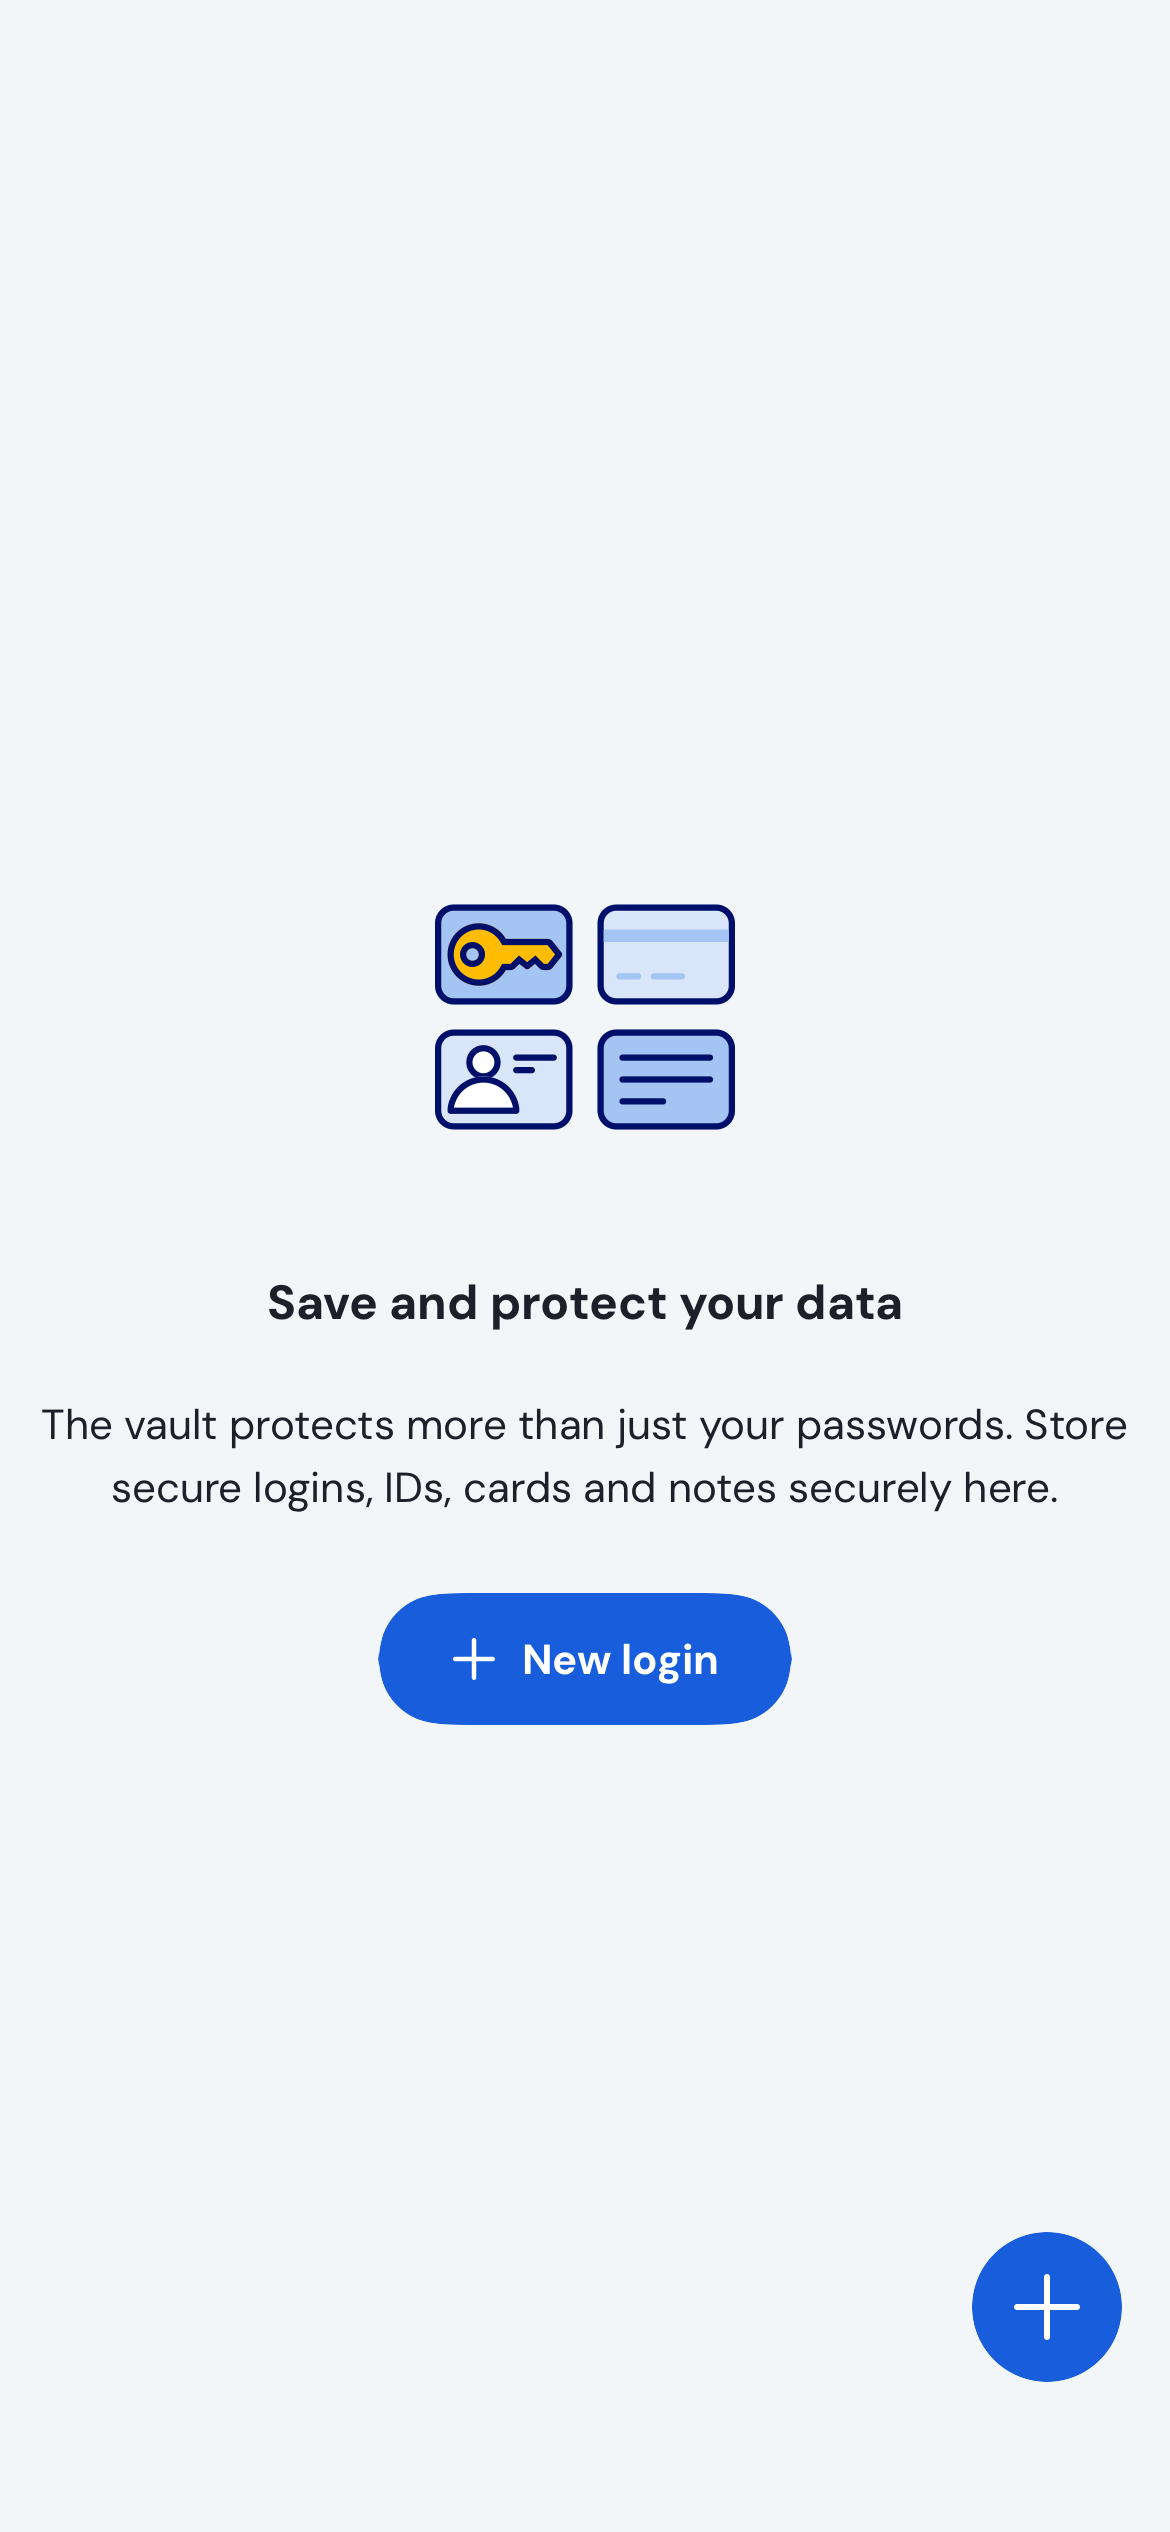 Save and protect your data
The vault protects more than just your passwords. Store
secure logins, IDs, cards and notes securely here.
New login